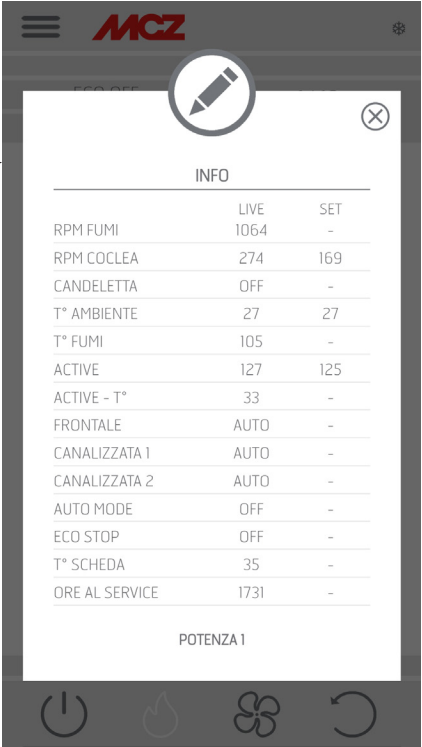 MCZ
INFO
LIVE SET
RPM FUMI 1064 -
RPM COCLEA 274 169
CANDELETTA OFF -
T° AMBIENTE 27 27
T° FUMI 105 -
ACTIVE 127 125
ACTIVE - T° 33 -
FRONTALE AUTO -
CANALIZZATA 1 AUTO -
CANALIZZATA 2 AUTO -
AUTO MODE OFF -
ECO STOP OFF -
T° SCHEDA 35 -
ORE AL SERVICE 1731 -
POTENZA 1